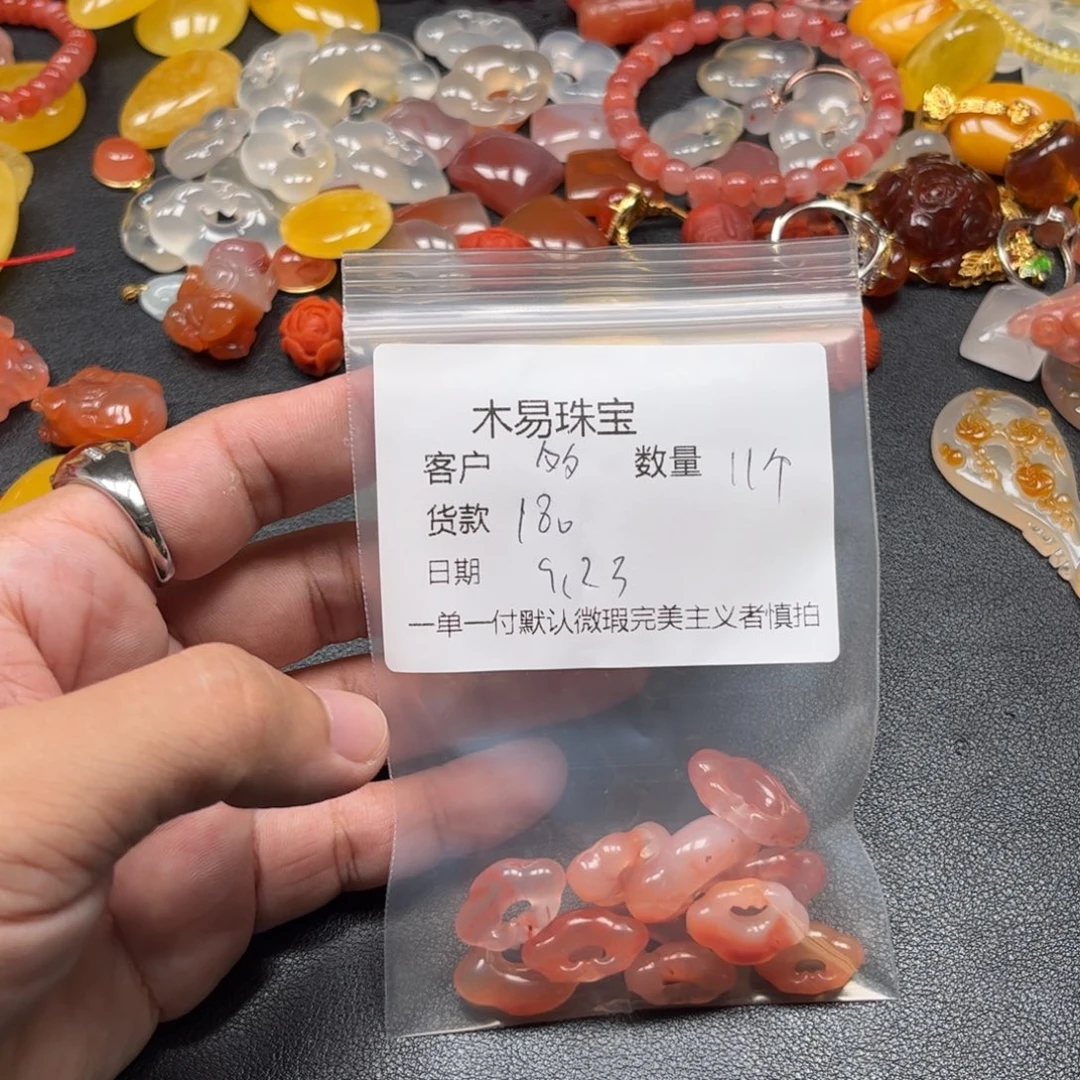 木易珠宝
客户 数量 11个
货款 180
日期 9.23
一单一付默认微瑕完美主义者慎拍